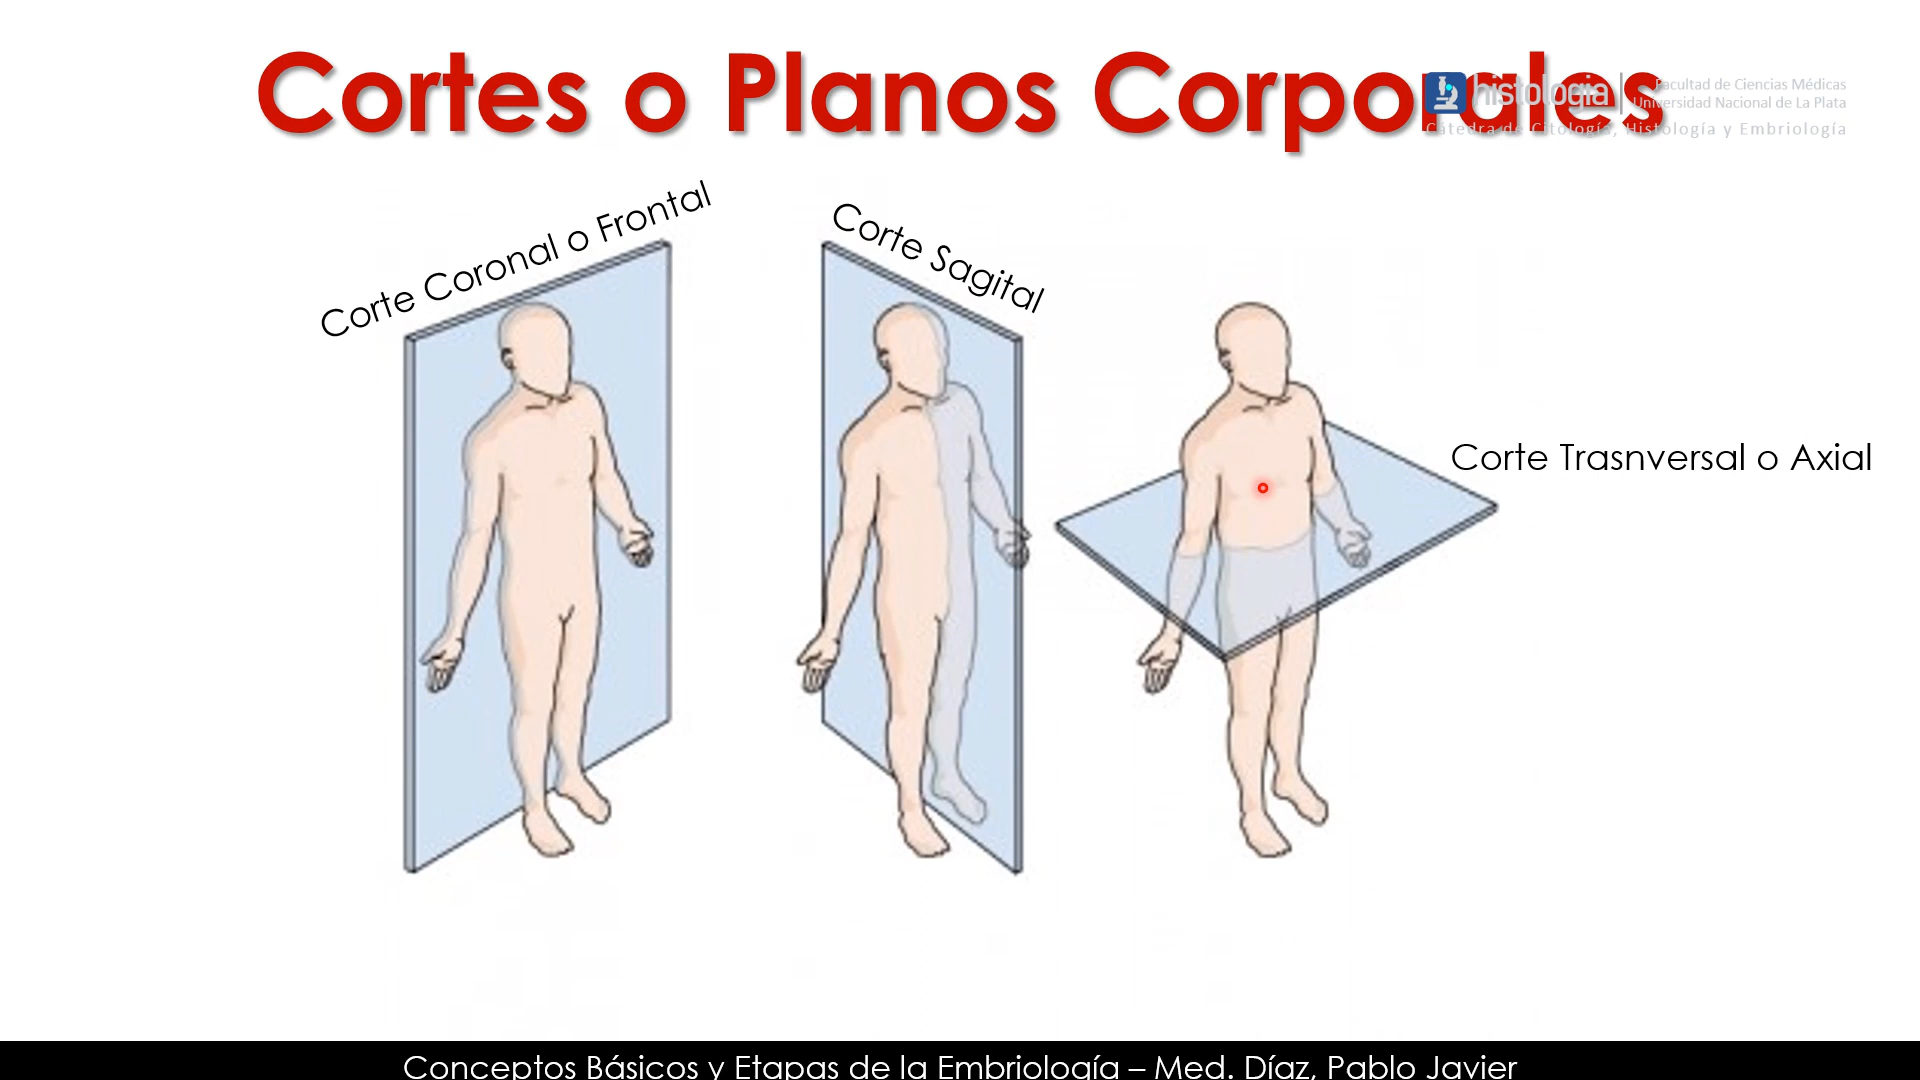 Cortes o Planos Corporales
histología
Facultad de Ciencias Médicas
Universidad Nacional de La Plata
Cátedra de Citología, Histología y Embriología
Corte Coronal o Frontal
Corte Sagital
Corte Trasnversal o Axial
Conceptos Básicos y Etapas de la Embriología – Med. Díaz, Pablo Javier